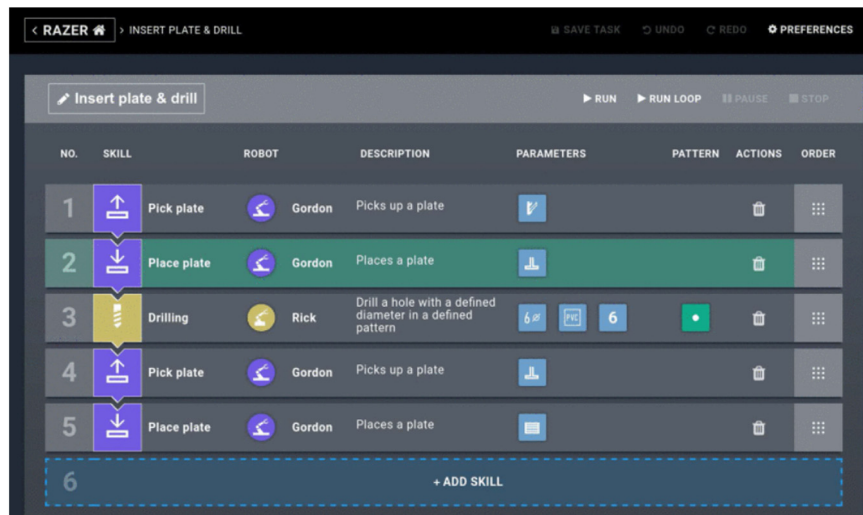 < RAZER > INSERT PLATE & DRILL SAVE TASK UNDO REDO PREFERENCES
Insert plate & drill RUN RUN LOOP PAUSE STOP
NO. SKILL ROBOT DESCRIPTION PARAMETERS PATTERN ACTIONS ORDER
1 Pick plate Gordon Picks up a plate
2 Place plate Gordon Places a plate
3 Drilling Rick Drill a hole with a defined
diameter in a defined
pattern
6 ø PVC 6
4 Pick plate Gordon Picks up a plate
5 Place plate Gordon Places a plate
6 + ADD SKILL